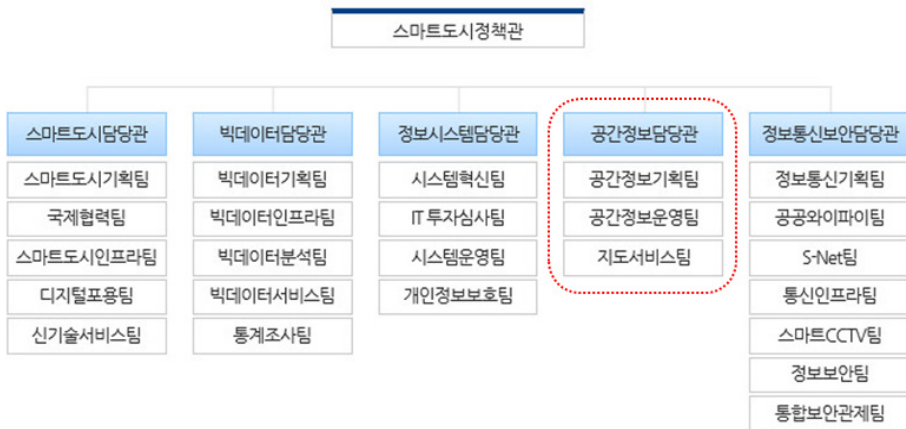 스마트도시정책관
스마트도시담당관
스마트도시기획팀
국제협력팀
스마트도시인프라팀
디지털포용팀
신기술서비스팀
빅데이터담당관
빅데이터기획팀
빅데이터인프라팀
빅데이터분석팀
빅데이터서비스팀
통계조사팀
정보시스템담당관
시스템혁신팀
IT 투자심사팀
시스템운영팀
개인정보보호팀
공간정보담당관
공간정보기획팀
공간정보운영팀
지도서비스팀
정보통신보안담당관
정보통신기획팀
공공와이파이팀
S-Net팀
통신인프라팀
스마트CCTV팀
정보보안팀
통합보안관제팀